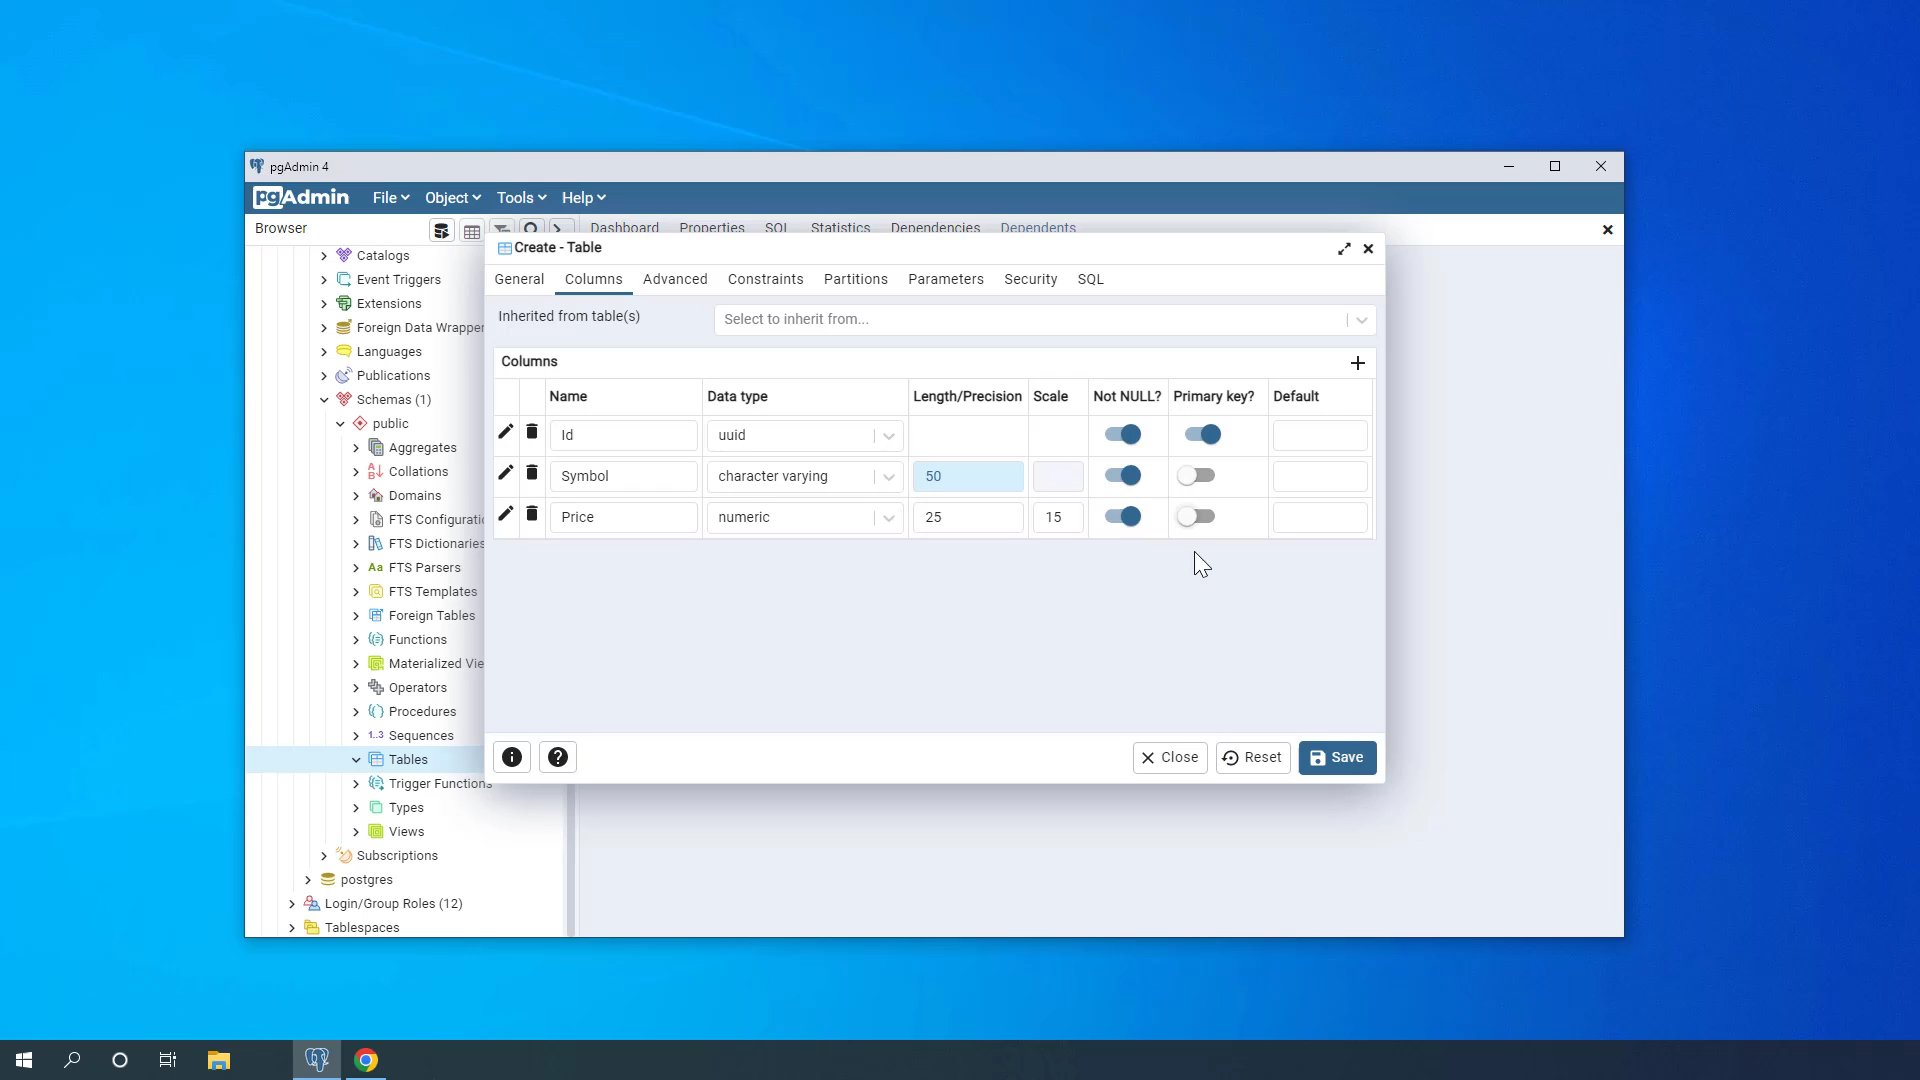 pgAdmin 4
pgAdmin File Object Tools Help
Browser
Dashboard Properties SQL Statistics Dependencies Dependents
Create - Table
General Columns Advanced Constraints Partitions Parameters Security SQL
Inherited from table(s) Select to inherit from...
Columns
Name Data type Length/Precision Scale Not NULL? Primary key? Default
Id uuid
Symbol character varying 50
Price numeric 25 15
Close Reset Save
Catalogs
Event Triggers
Extensions
Foreign Data Wrapper
Languages
Publications
Schemas (1)
public
Aggregates
Collations
Domains
FTS Configurati
FTS Dictionaries
Aa FTS Parsers
FTS Templates
Foreign Tables
Functions
Materialized Vie
Operators
Procedures
1..3 Sequences
Tables
Trigger Functions
Types
Views
Subscriptions
postgres
Login/Group Roles (12)
Tablespaces